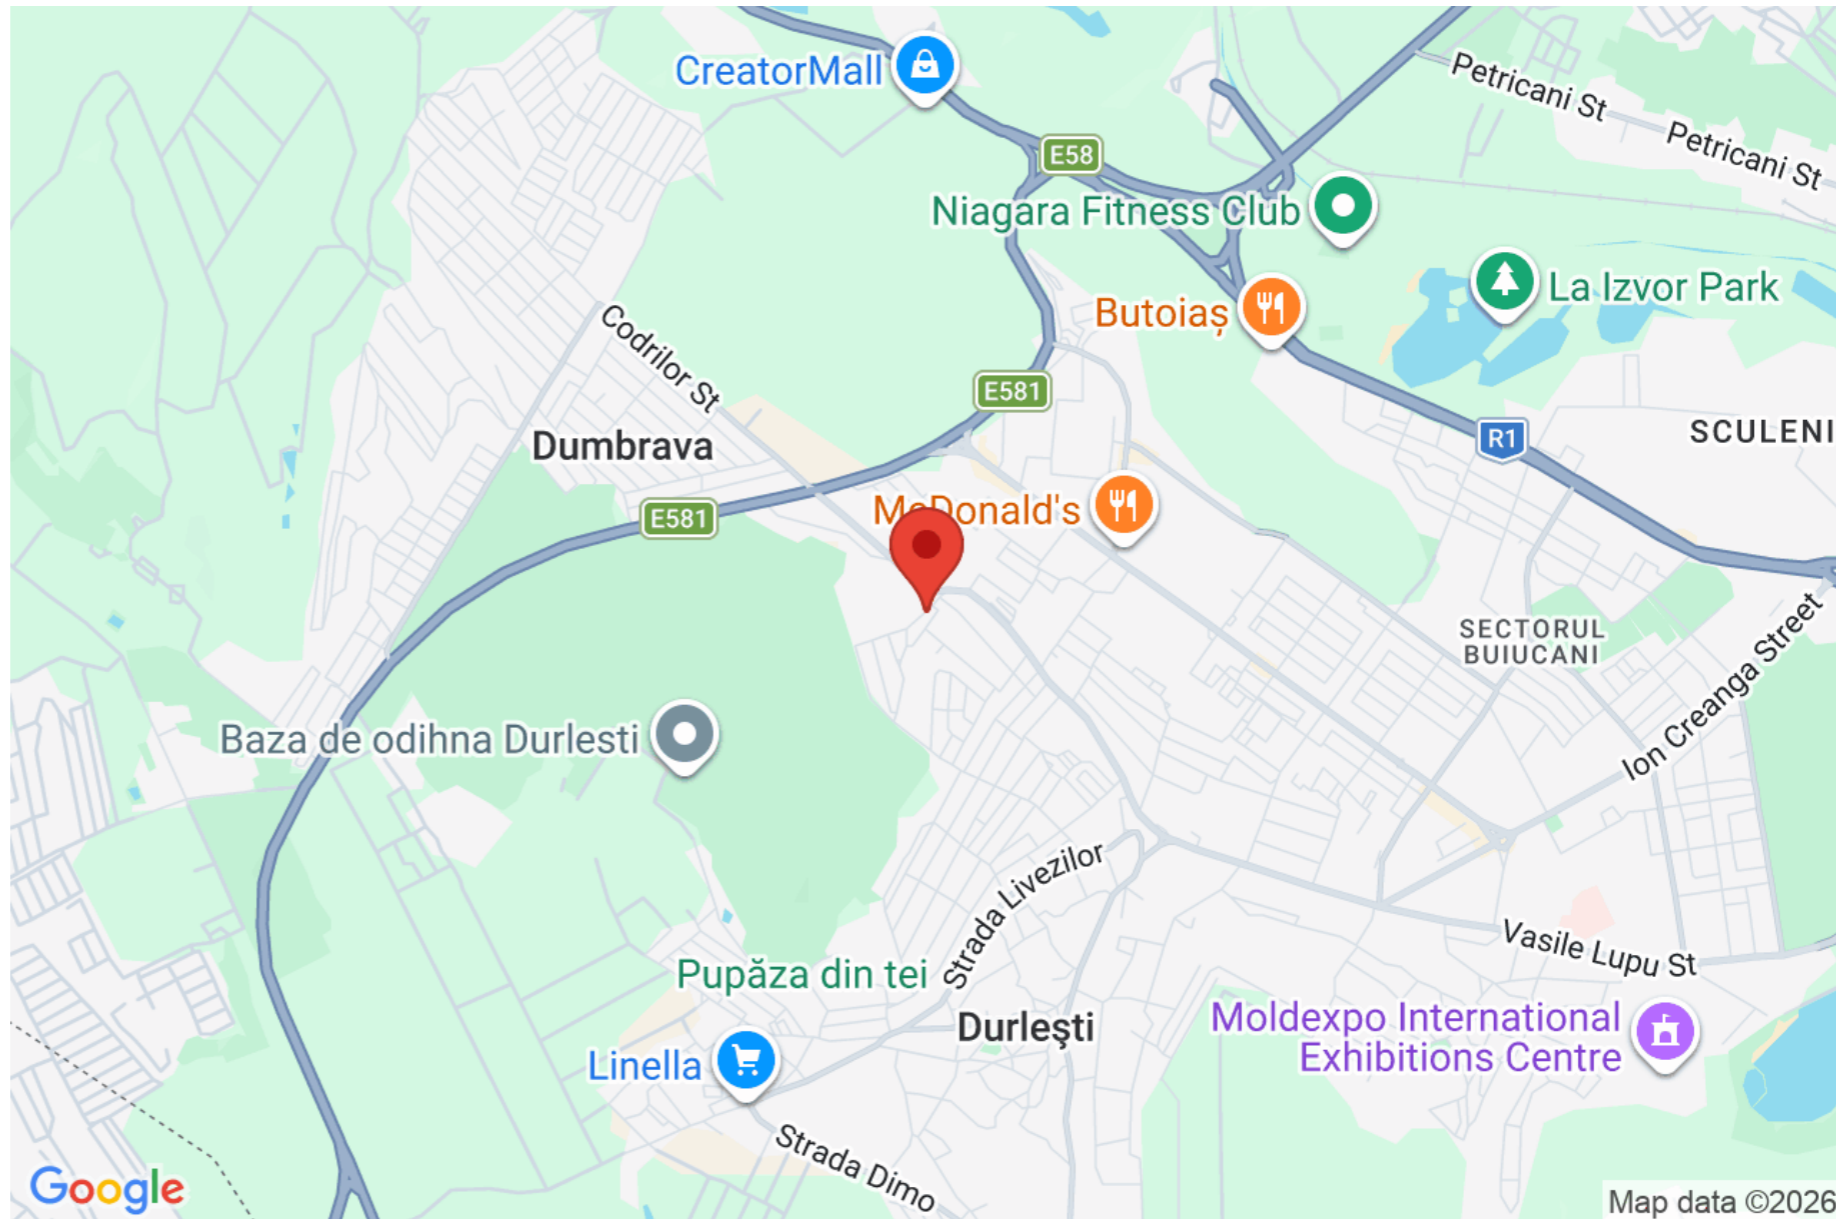 CreatorMall
Petricani St
Petricani St
E58
Niagara Fitness Club
La Izvor Park
Butoiaș
Codrilor St
E581
SCULENI
R1
Dumbrava
McDonald's
E581
SECTORUL
BUIUCANI
Ion Creanga Street
Baza de odihna Durlesti
Strada Livezilor
Vasile Lupu St
Pupăza din tei
Durleşti
Moldexpo International
Exhibitions Centre
Linella
Strada Dimo
Google
Map data ©2026